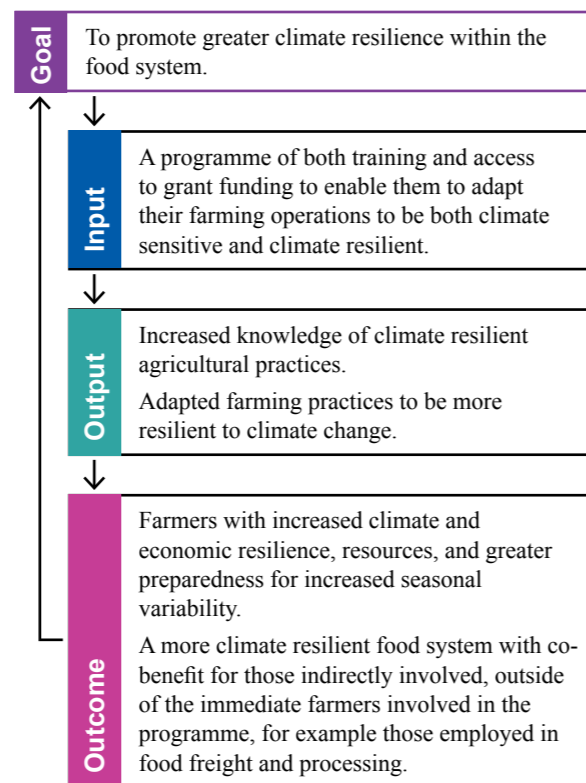 Goal
To promote greater climate resilience within the
food system.
Input
A programme of both training and access
to grant funding to enable them to adapt
their farming operations to be both climate
sensitive and climate resilient.
Output
Increased knowledge of climate resilient
agricultural practices.
Adapted farming practices to be more
resilient to climate change.
Outcome
Farmers with increased climate and
economic resilience, resources, and greater
preparedness for increased seasonal
variability.
A more climate resilient food system with co-
benefit for those indirectly involved, outside
of the immediate farmers involved in the
programme, for example those employed in
food freight and processing.